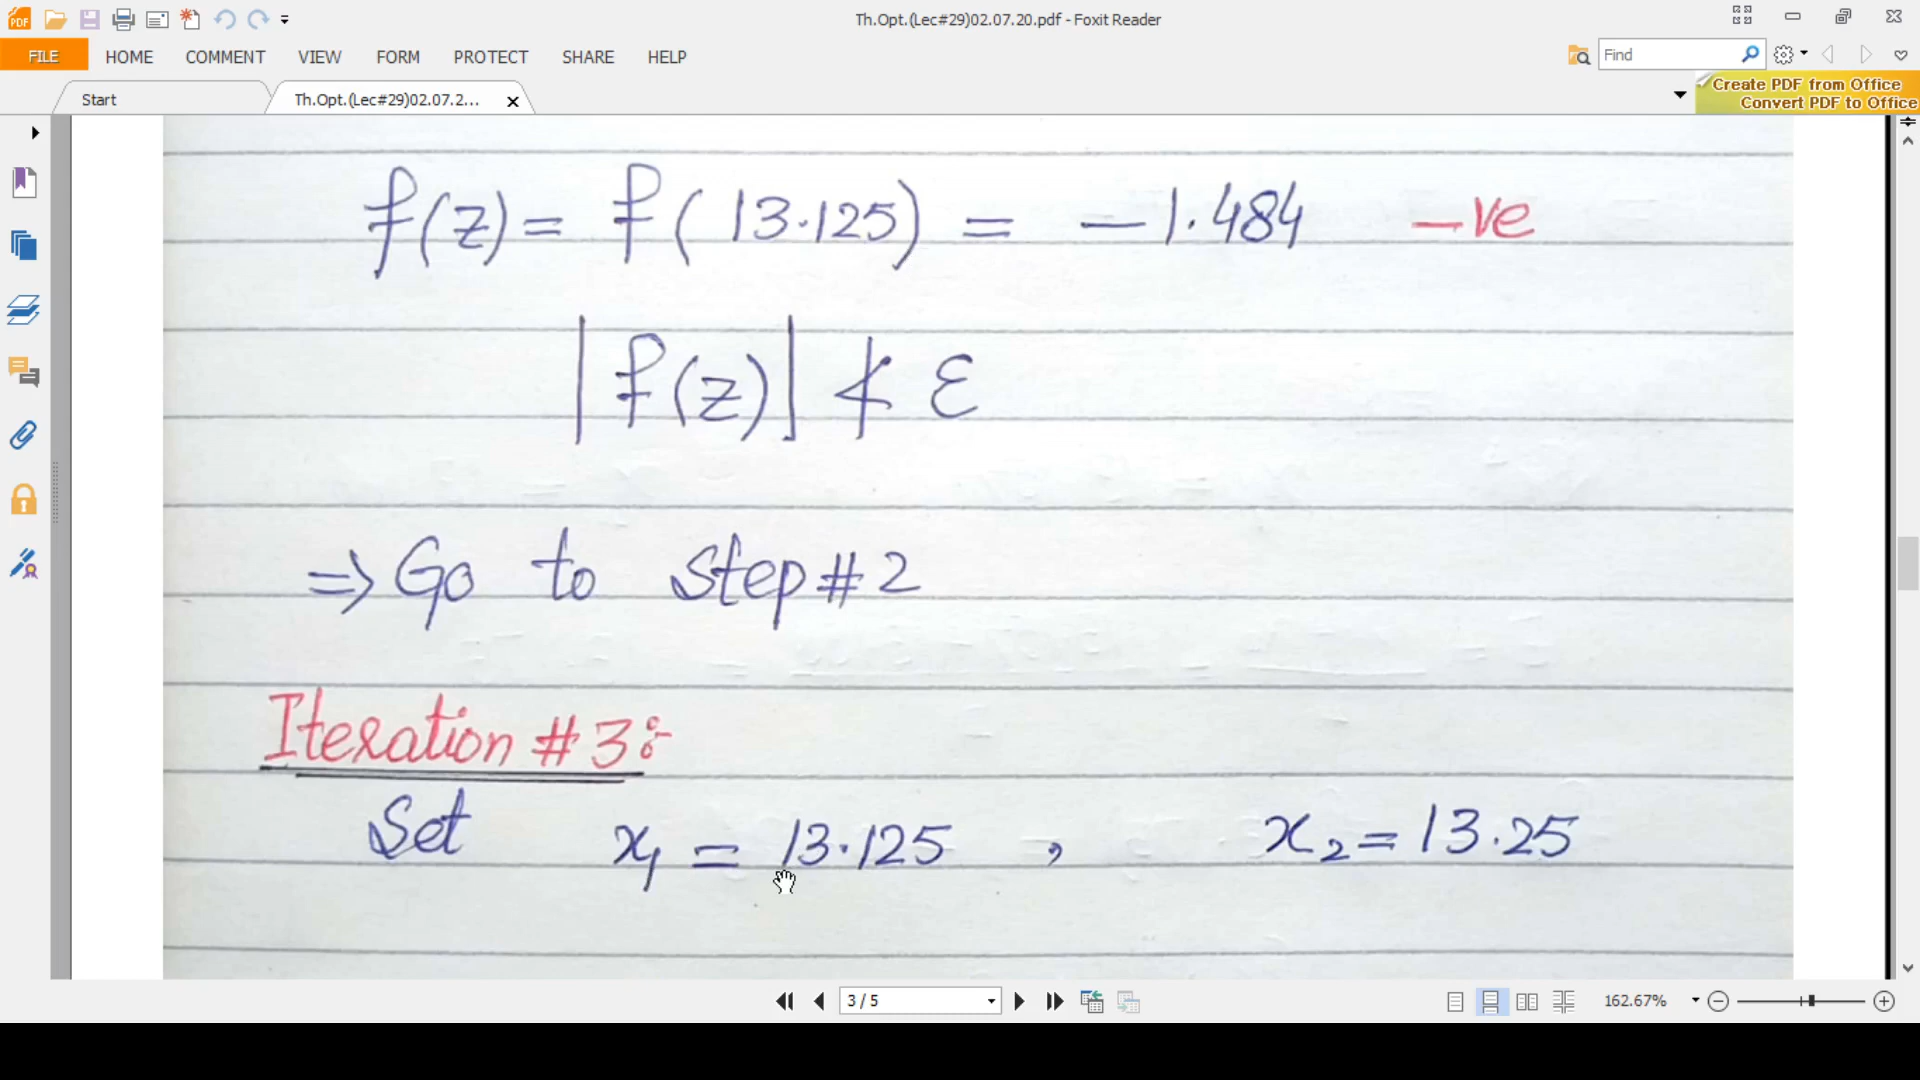 Th.Opt.(Lec#29)02.07.20.pdf - Foxit Reader
FILE HOME COMMENT VIEW FORM PROTECT SHARE HELP
Find
Start Th.Opt.(Lec#29)02.07.2...
Create PDF from Office
Convert PDF to Office
f(z) = f(13.125) = -1.484 -ve
|f(z)| ≮ ε
⇒ Go to Step #2
Iteration #3:-
Set x₁ = 13.125 , x₂ = 13.25
3 / 5
162.67%